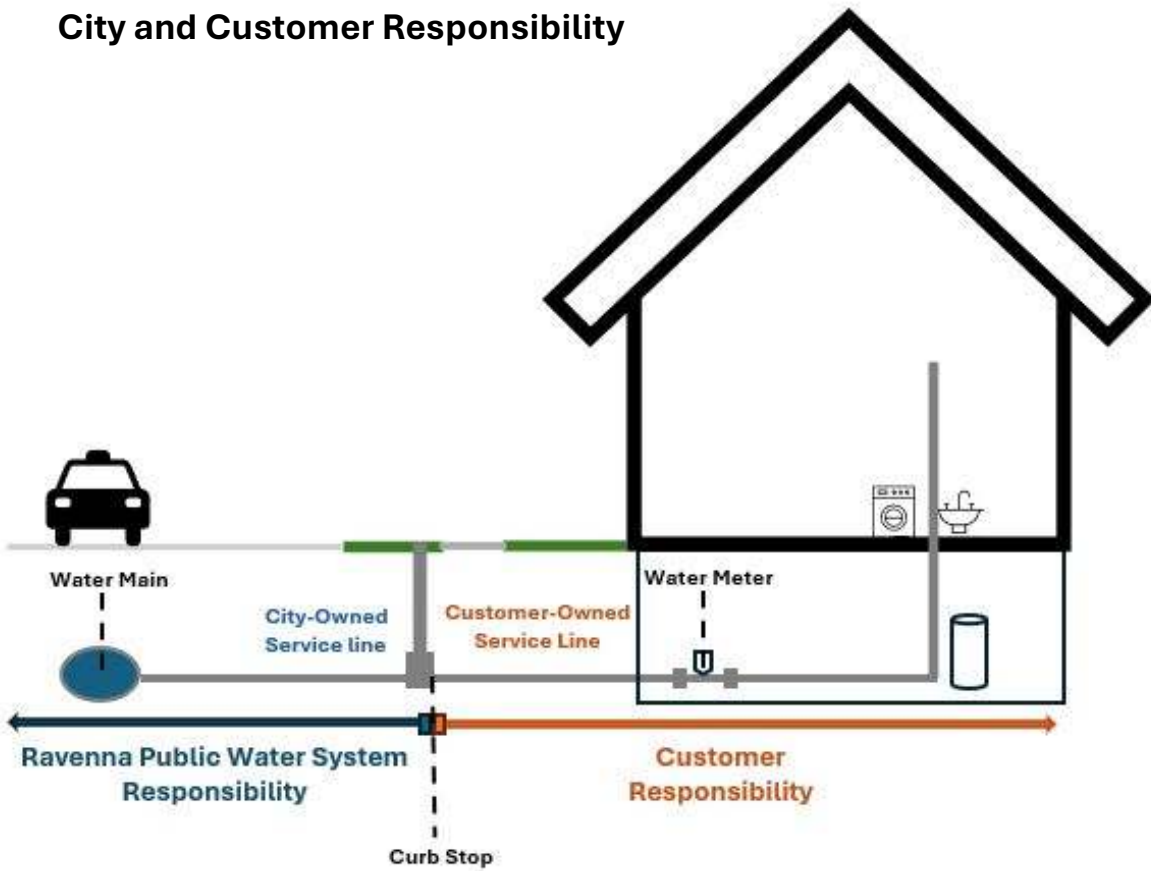 City and Customer Responsibility
Water Main
Water Meter
City-Owned
Service line
Customer-Owned
Service Line
Ravenna Public Water System
Responsibility
Customer
Responsibility
Curb Stop